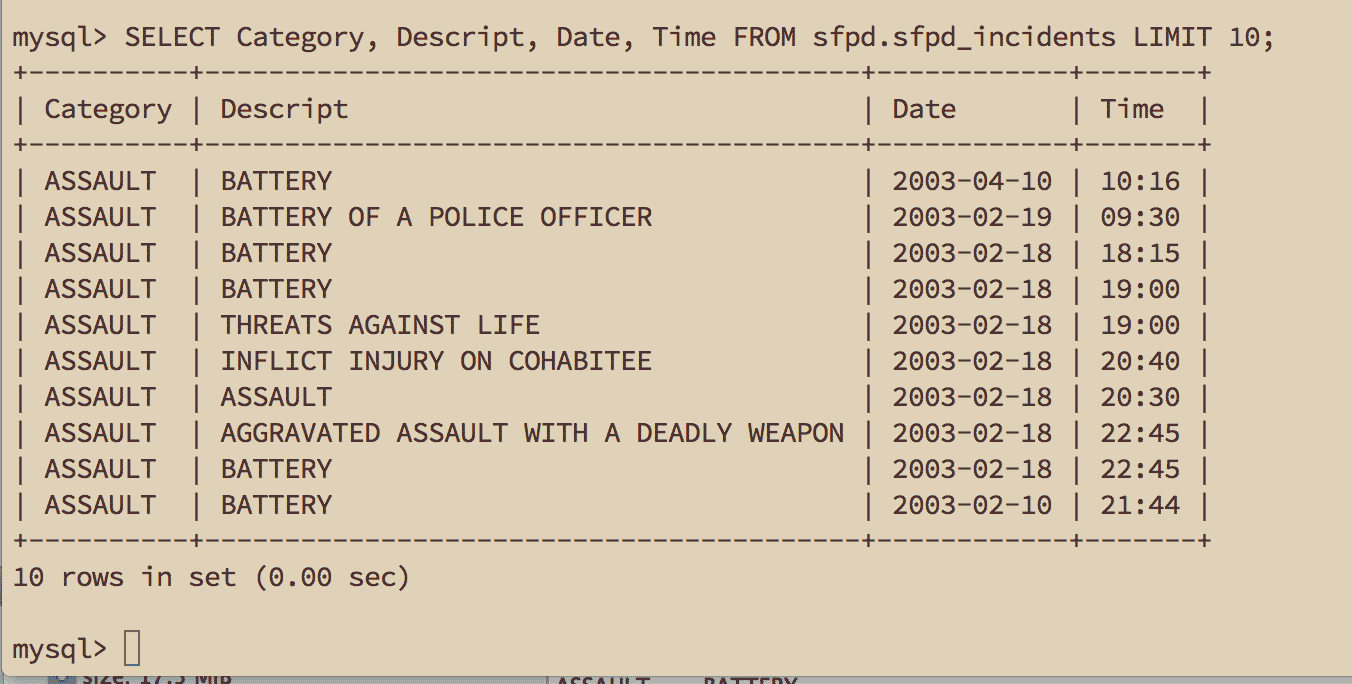 mysql> SELECT Category, Descript, Date, Time FROM sfpd.sfpd_incidents LIMIT 10;
+----------+-----------------------------------------+------------+-------+
| Category | Descript                                | Date       | Time  |
+----------+-----------------------------------------+------------+-------+
| ASSAULT  | BATTERY                                 | 2003-04-10 | 10:16 |
| ASSAULT  | BATTERY OF A POLICE OFFICER             | 2003-02-19 | 09:30 |
| ASSAULT  | BATTERY                                 | 2003-02-18 | 18:15 |
| ASSAULT  | BATTERY                                 | 2003-02-18 | 19:00 |
| ASSAULT  | THREATS AGAINST LIFE                    | 2003-02-18 | 19:00 |
| ASSAULT  | INFLICT INJURY ON COHABITEE             | 2003-02-18 | 20:40 |
| ASSAULT  | ASSAULT                                 | 2003-02-18 | 20:30 |
| ASSAULT  | AGGRAVATED ASSAULT WITH A DEADLY WEAPON | 2003-02-18 | 22:45 |
| ASSAULT  | BATTERY                                 | 2003-02-18 | 22:45 |
| ASSAULT  | BATTERY                                 | 2003-02-10 | 21:44 |
+----------+-----------------------------------------+------------+-------+
10 rows in set (0.00 sec)
mysql>
size: 17.5 MiB ASSAULT BATTERY